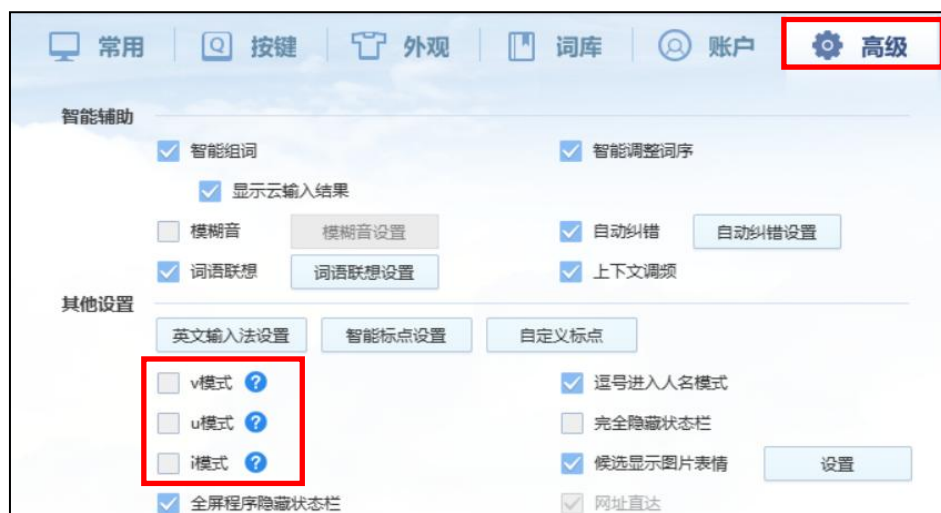 常用 按键 外观 词库 账户 高级
智能辅助
智能组词 智能调整词序
显示云输入结果
模糊音 模糊音设置 自动纠错 自动纠错设置
词语联想 词语联想设置 上下文调频
其他设置
英文输入法设置 智能标点设置 自定义标点
v模式 ? 逗号进入人名模式
u模式 ? 完全隐藏状态栏
i模式 ? 候选显示图片表情 设置
全屏程序隐藏状态栏 网址直达